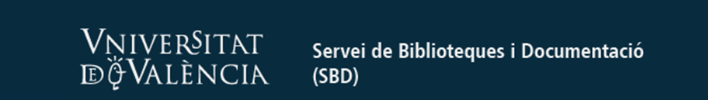 VNIVERSITAT
DE VALÈNCIA
Servei de Biblioteques i Documentació
(SBD)